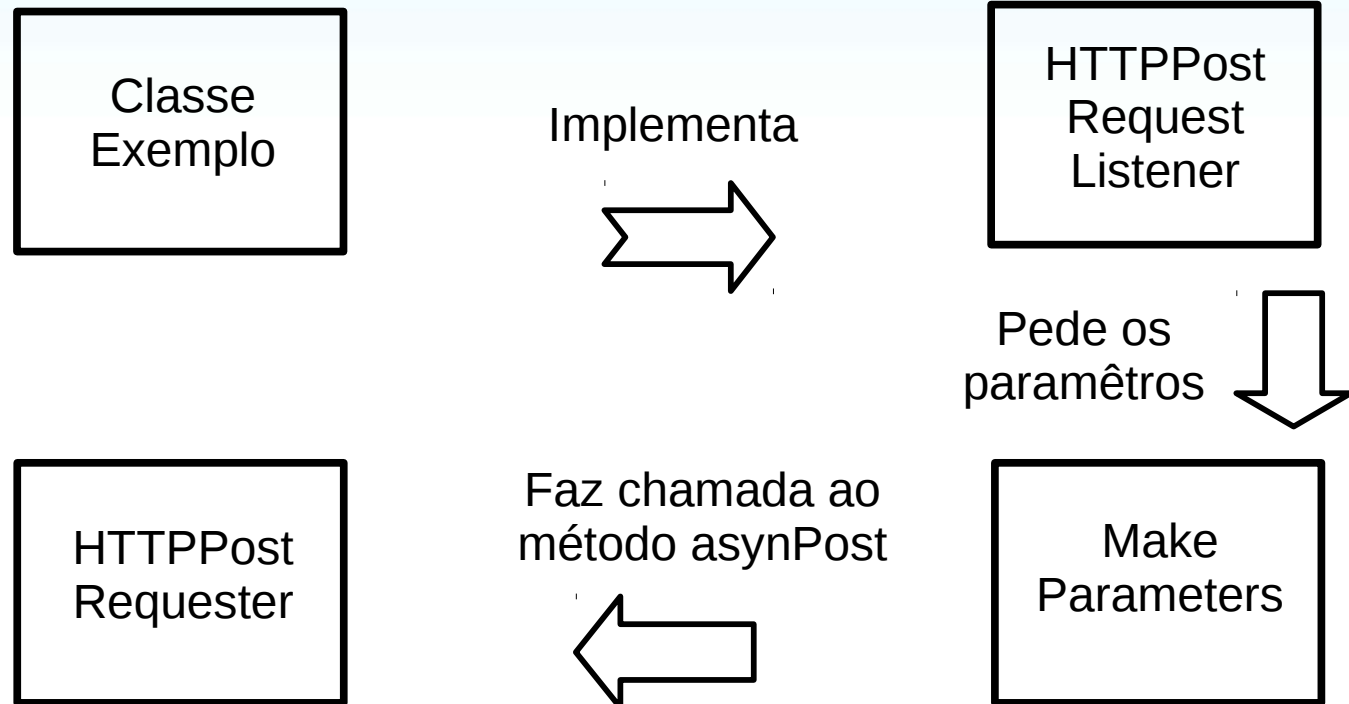 Classe
Exemplo
Implementa
HTTPPost
Request
Listener
Pede os
paramêtros
Make
Parameters
Faz chamada ao
método asynPost
HTTPPost
Requester